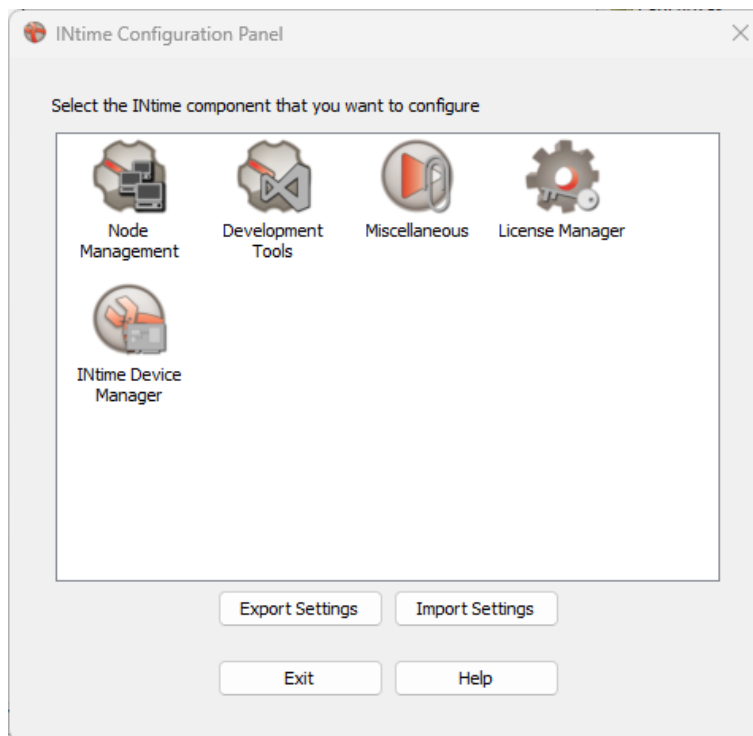 INtime Configuration Panel
Select the INtime component that you want to configure
Node Management
Development Tools
Miscellaneous
License Manager
INtime Device Manager
Export Settings
Import Settings
Exit
Help